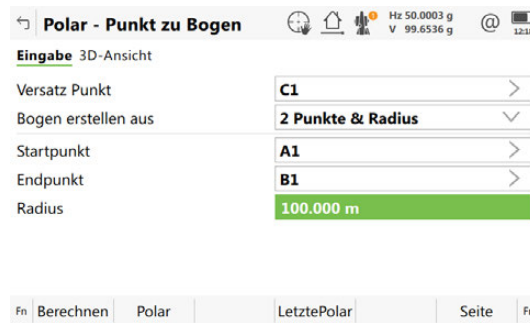 Polar - Punkt zu Bogen
Hz 50.0003 g
V 99.6536 g
@
Eingabe 3D-Ansicht
Versatz Punkt C1
Bogen erstellen aus 2 Punkte & Radius
Startpunkt A1
Endpunkt B1
Radius 100.000 m
Fn Berechnen Polar LetztePolar Seite